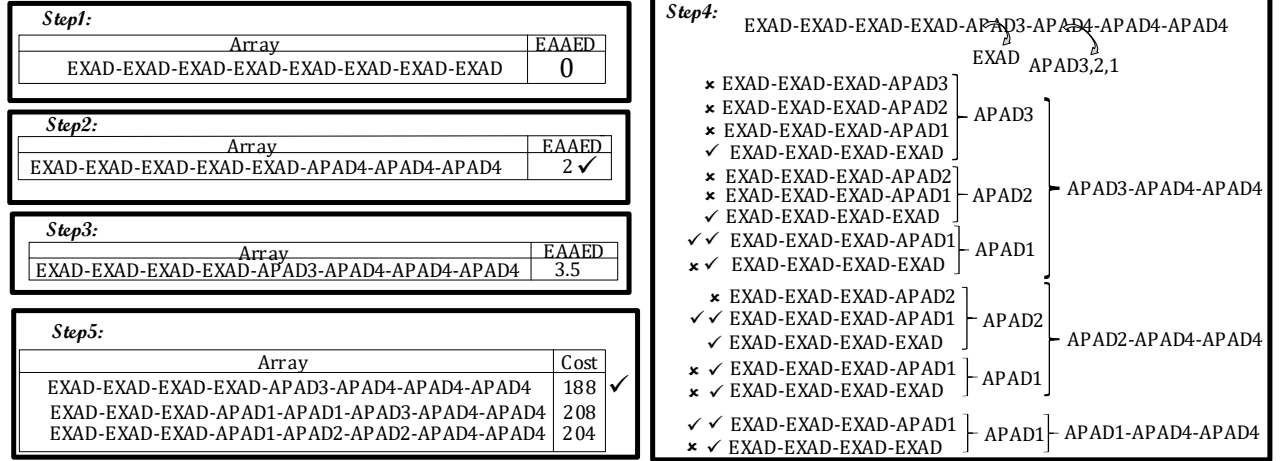 Step1:
Array EAAED
EXAD-EXAD-EXAD-EXAD-EXAD-EXAD-EXAD-EXAD 0
Step2:
Array EAAED
EXAD-EXAD-EXAD-EXAD-EXAD-APAD4-APAD4-APAD4 2 ✓
Step3:
Array EAAED
EXAD-EXAD-EXAD-EXAD-APAD3-APAD4-APAD4-APAD4 3.5
Step5:
Array Cost
EXAD-EXAD-EXAD-EXAD-APAD3-APAD4-APAD4-APAD4 188 ✓
EXAD-EXAD-EXAD-APAD1-APAD1-APAD3-APAD4-APAD4 208
EXAD-EXAD-EXAD-APAD1-APAD2-APAD2-APAD4-APAD4 204
Step4:
EXAD-EXAD-EXAD-EXAD-APAD3-APAD4-APAD4-APAD4
EXAD APAD3,2,1
× EXAD-EXAD-EXAD-APAD3
× EXAD-EXAD-EXAD-APAD2
× EXAD-EXAD-EXAD-APAD1
✓ EXAD-EXAD-EXAD-EXAD
APAD3
× EXAD-EXAD-EXAD-APAD2
× EXAD-EXAD-EXAD-APAD1
✓ EXAD-EXAD-EXAD-EXAD
APAD2
✓ ✓ EXAD-EXAD-EXAD-APAD1
× ✓ EXAD-EXAD-EXAD-EXAD
APAD1
APAD3-APAD4-APAD4
× EXAD-EXAD-EXAD-APAD2
✓ ✓ EXAD-EXAD-EXAD-APAD1
✓ EXAD-EXAD-EXAD-EXAD
APAD2
× ✓ EXAD-EXAD-EXAD-APAD1
× ✓ EXAD-EXAD-EXAD-EXAD
APAD1
APAD2-APAD4-APAD4
✓ ✓ EXAD-EXAD-EXAD-APAD1
× ✓ EXAD-EXAD-EXAD-EXAD
APAD1
APAD1-APAD4-APAD4